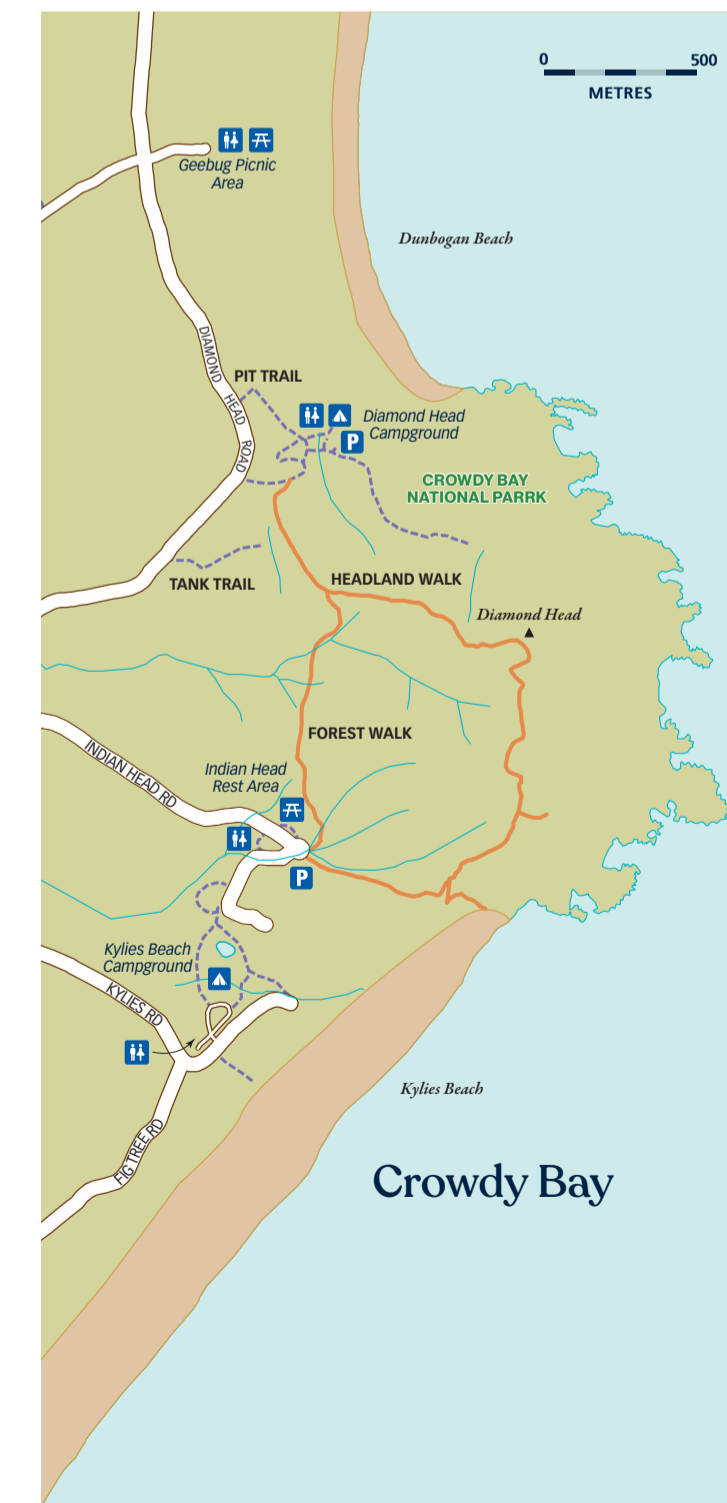 0 500
METRES
Geebug Picnic
Area
Dunbogan Beach
DIAMOND HEAD ROAD
PIT TRAIL
P
Diamond Head
Campground
CROWDY BAY
NATIONAL PARRK
TANK TRAIL
HEADLAND WALK
Diamond Head
FOREST WALK
INDIAN HEAD RD
Indian Head
Rest Area
P
Kylies Beach
Campground
KYLIES RD
FIG TREE RD
Kylies Beach
Crowdy Bay